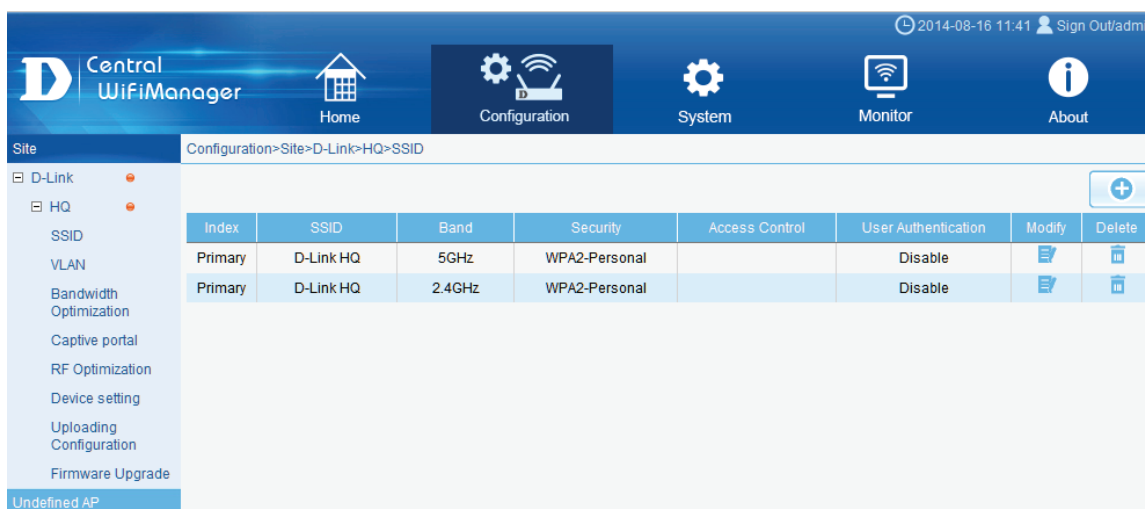 2014-08-16 11:41 Sign Out/admi
D Central
WiFiManager
Home
Configuration
System
Monitor
About
Site
Configuration>Site>D-Link>HQ>SSID
D-Link
HQ
SSID
VLAN
Bandwidth
Optimization
Captive portal
RF Optimization
Device setting
Uploading
Configuration
Firmware Upgrade
Undefined AP
Index SSID Band Security Access Control User Authentication Modify Delete
Primary D-Link HQ 5GHz WPA2-Personal Disable
Primary D-Link HQ 2.4GHz WPA2-Personal Disable